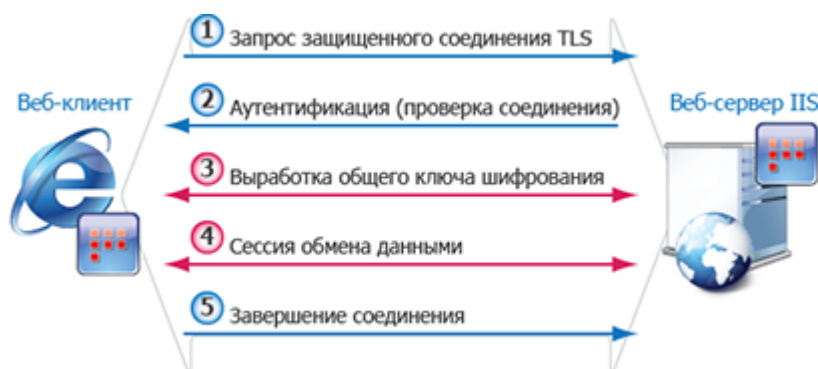 1 Запрос защищенного соединения TLS
Веб-клиент
2 Аутентификация (проверка соединения)
Веб-сервер IIS
3 Выработка общего ключа шифрования
4 Сессия обмена данными
5 Завершение соединения